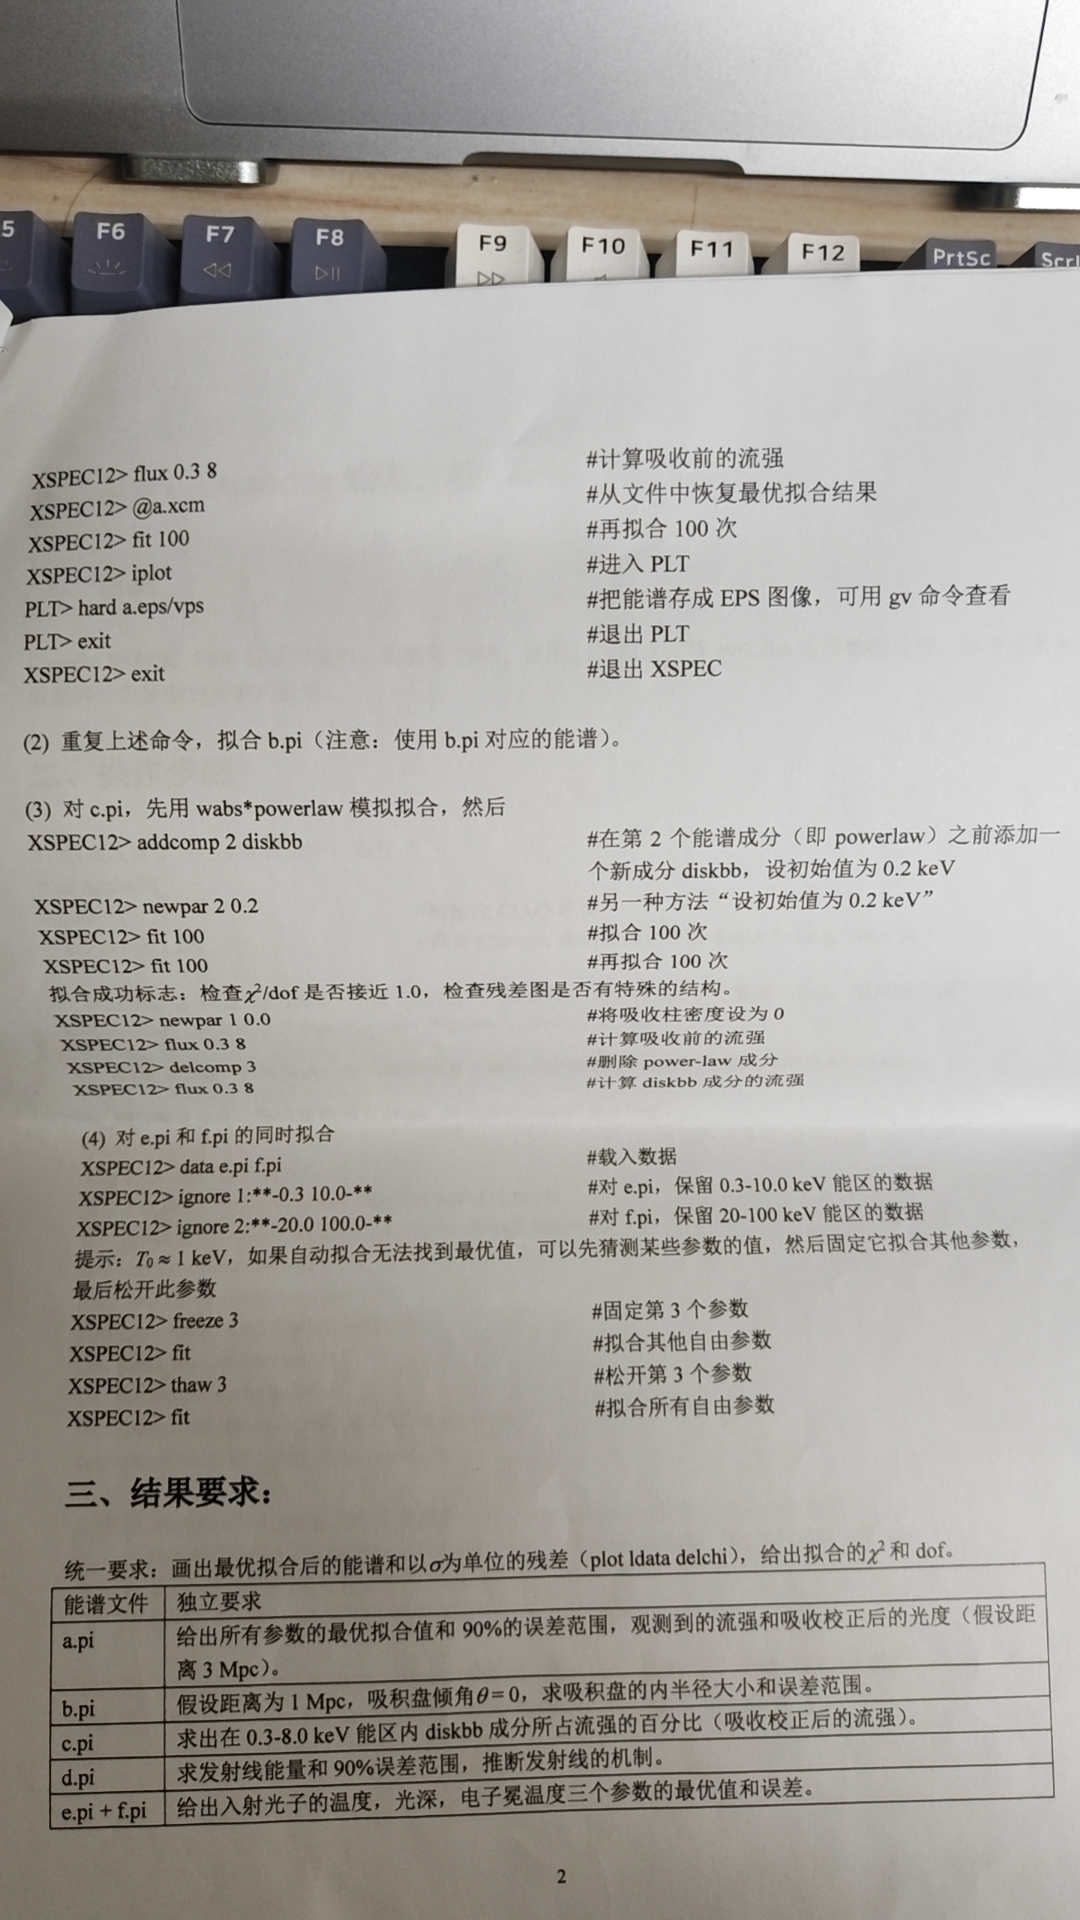 5
F6
F7
F8
F9
F10
F11
F12
PrtSc
XSPEC12> flux 0.3 8 #计算吸收前的流强
XSPEC12> @a.xcm #从文件中恢复最优拟合结果
XSPEC12> fit 100 #再拟合 100 次
XSPEC12> iplot #进入 PLT
PLT> hard a.eps/vps #把能谱存成 EPS 图像，可用 gv 命令查看
PLT> exit #退出 PLT
XSPEC12> exit #退出 XSPEC
(2) 重复上述命令，拟合 b.pi（注意：使用 b.pi 对应的能谱）。
(3) 对 c.pi，先用 wabs*powerlaw 模拟拟合，然后
XSPEC12> addcomp 2 diskbb #在第 2 个能谱成分（即 powerlaw）之前添加一
个新成分 diskbb，设初始值为 0.2 keV
XSPEC12> newpar 2 0.2 #另一种方法“设初始值为 0.2 keV”
XSPEC12> fit 100 #拟合 100 次
XSPEC12> fit 100 #再拟合 100 次
拟合成功标志：检查χ²/dof 是否接近 1.0，检查残差图是否有特殊的结构。
XSPEC12> newpar 1 0.0 #将吸收柱密度设为 0
XSPEC12> flux 0.3 8 #计算吸收前的流强
XSPEC12> delcomp 3 #删除 power-law 成分
XSPEC12> flux 0.3 8 #计算 diskbb 成分的流强
(4) 对 e.pi 和 f.pi 的同时拟合
XSPEC12> data e.pi f.pi #载入数据
XSPEC12> ignore 1:**-0.3 10.0-** #对 e.pi，保留 0.3-10.0 keV 能区的数据
XSPEC12> ignore 2:**-20.0 100.0-** #对 f.pi，保留 20-100 keV 能区的数据
提示：T₀ ≈ 1 keV，如果自动拟合无法找到最优值，可以先猜测某些参数的值，然后固定它拟合其他参数，
最后松开此参数
XSPEC12> freeze 3 #固定第 3 个参数
XSPEC12> fit #拟合其他自由参数
XSPEC12> thaw 3 #松开第 3 个参数
XSPEC12> fit #拟合所有自由参数
三、结果要求：
统一要求：画出最优拟合后的能谱和以σ为单位的残差（plot ldata delchi），给出拟合的χ² 和 dof。
能谱文件 独立要求
a.pi 给出所有参数的最优拟合值和 90%的误差范围，观测到的流强和吸收校正后的光度（假设距
离 3 Mpc）。
b.pi 假设距离为 1 Mpc，吸积盘倾角θ = 0，求吸积盘的内半径大小和误差范围。
c.pi 求出在 0.3-8.0 keV 能区内 diskbb 成分所占流强的百分比（吸收校正后的流强）。
d.pi 求发射线能量和 90%误差范围，推断发射线的机制。
e.pi + f.pi 给出入射光子的温度，光深，电子冕温度三个参数的最优值和误差。
2